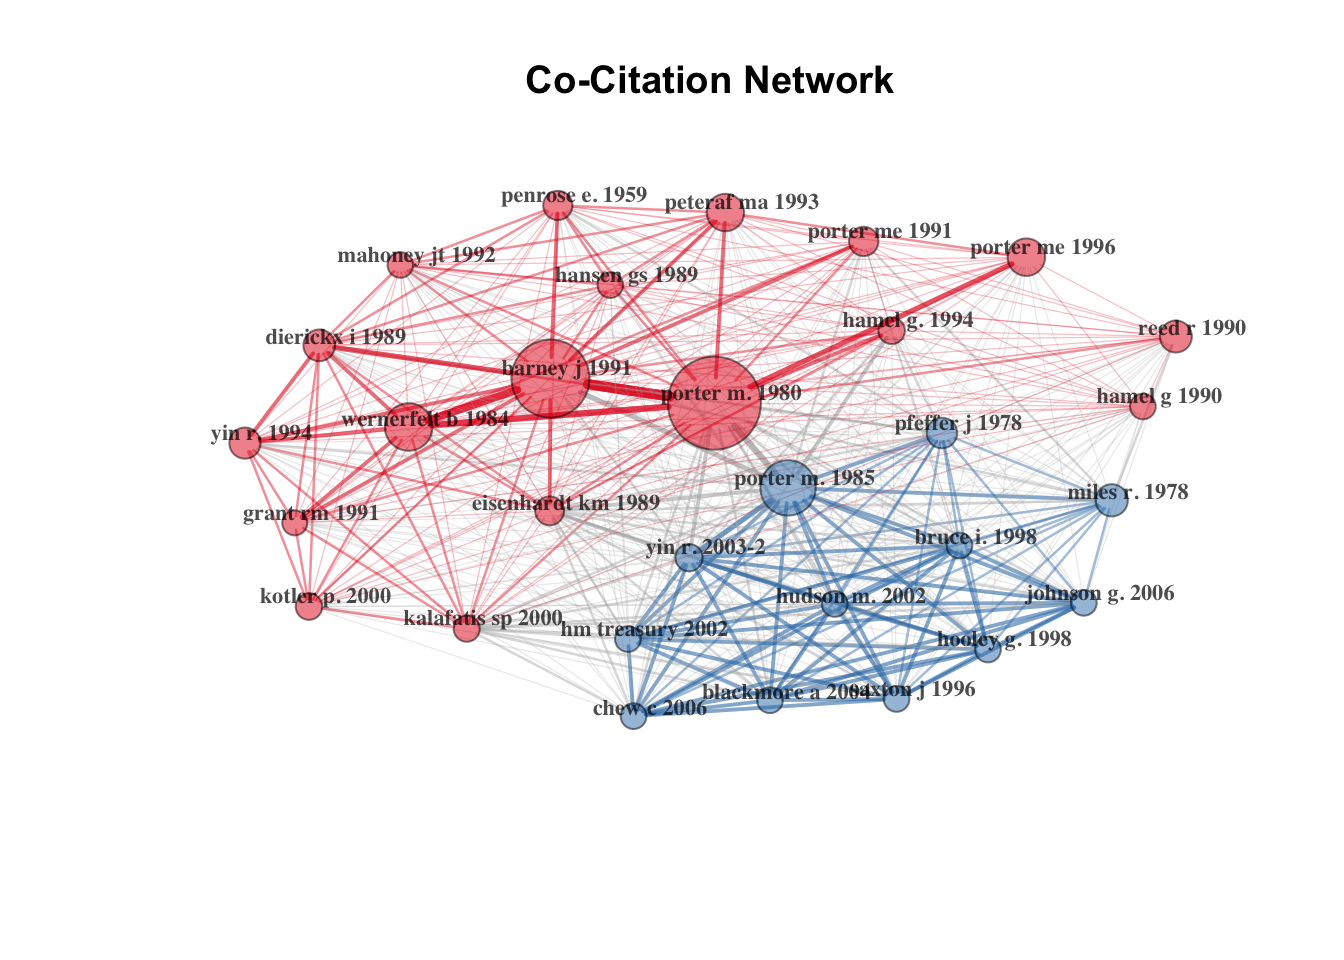 Co-Citation Network
penrose e. 1959
peteraf ma 1993
porter me 1991
porter me 1996
mahoney jt 1992
hansen gs 1989
hamel g. 1994
reed r 1990
dierickx i 1989
barney j 1991
porter m. 1980
hamel g 1990
wernerfelt b 1984
pfeffer j 1978
yin r. 1994
porter m. 1985
miles r. 1978
eisenhardt km 1989
grant rm 1991
bruce i. 1998
yin r. 2003-2
johnson g. 2006
kotler p. 2000
hudson m. 2002
kalafatis sp 2000
hm treasury 2002
hooley g. 1998
blackmore a 2004
saxton j 1996
chew c 2006